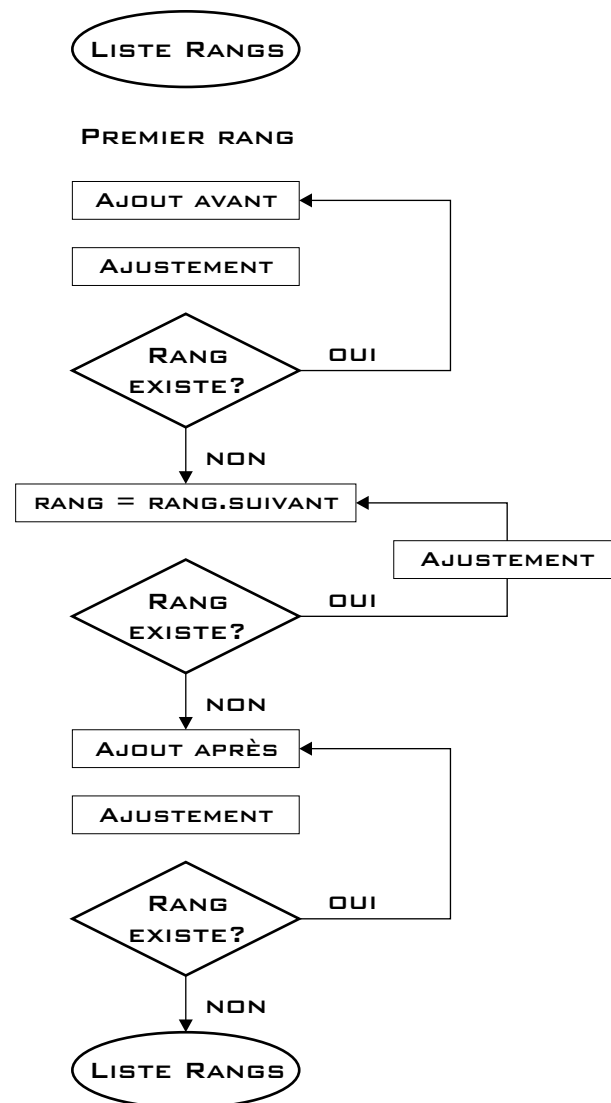 Liste Rangs
Premier rang
Ajout avant
Ajustement
Rang
existe?
oui
non
rang = rang.suivant
Ajustement
Rang
existe?
oui
non
Ajout après
Ajustement
Rang
existe?
oui
non
Liste Rangs